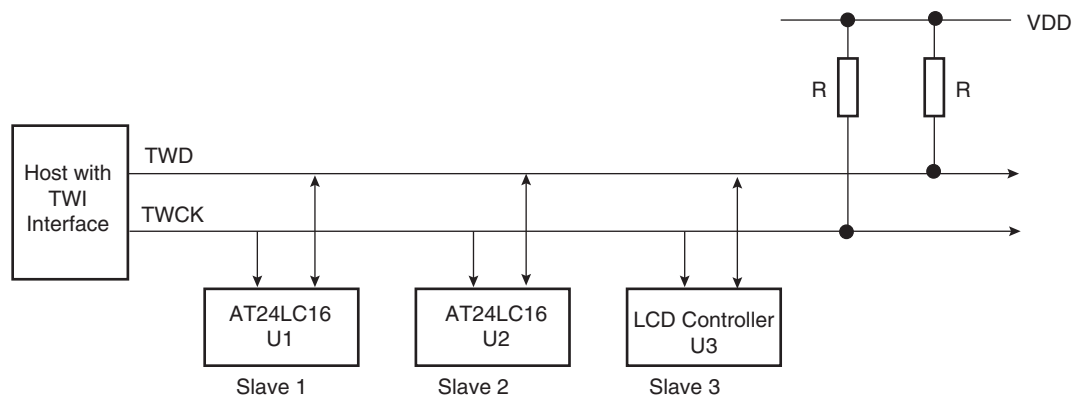 VDD
R
R
Host with
TWI
Interface
TWD
TWCK
AT24LC16
U1
AT24LC16
U2
LCD Controller
U3
Slave 1
Slave 2
Slave 3